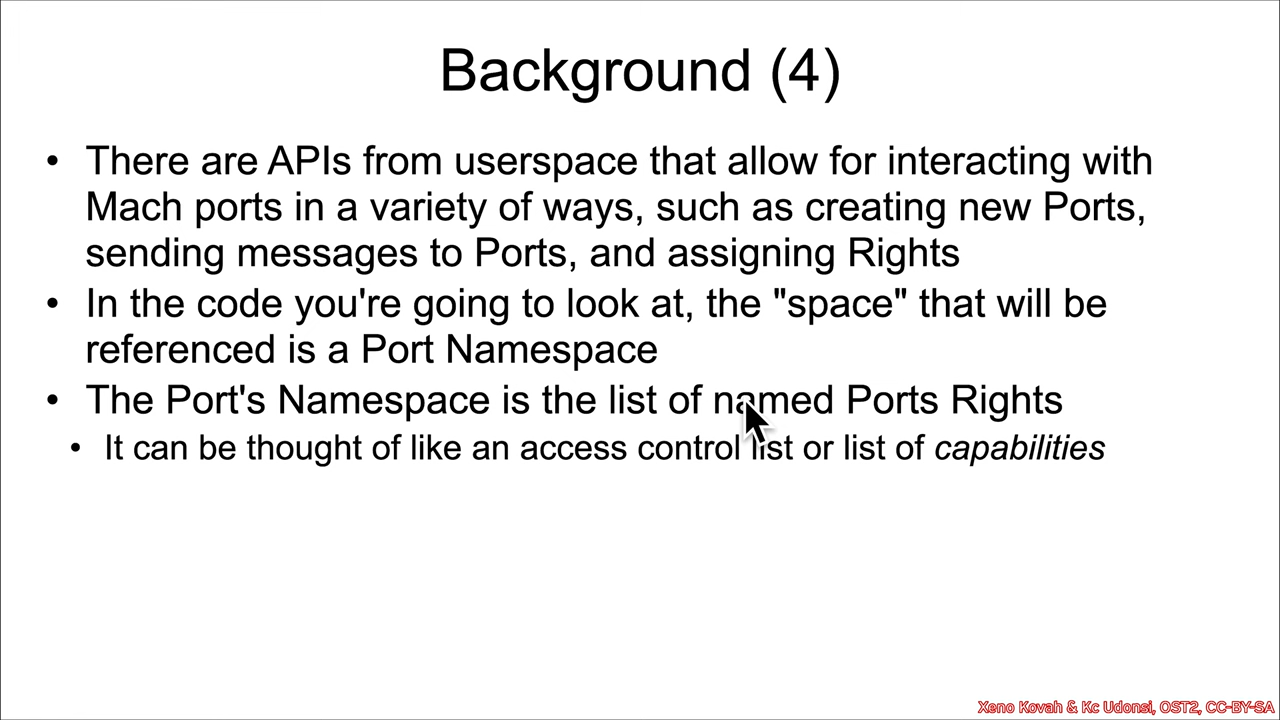 Background (4)
• There are APIs from userspace that allow for interacting with
Mach ports in a variety of ways, such as creating new Ports,
sending messages to Ports, and assigning Rights
• In the code you're going to look at, the "space" that will be
referenced is a Port Namespace
• The Port's Namespace is the list of named Ports Rights
• It can be thought of like an access control list or list of capabilities
Xeno Kovah & Kc Udonsi, OST2, CC-BY-SA